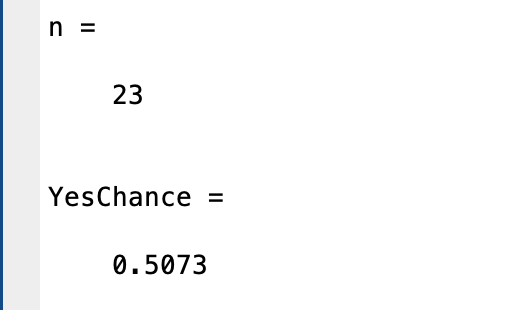 n =
23
YesChance =
0.5073